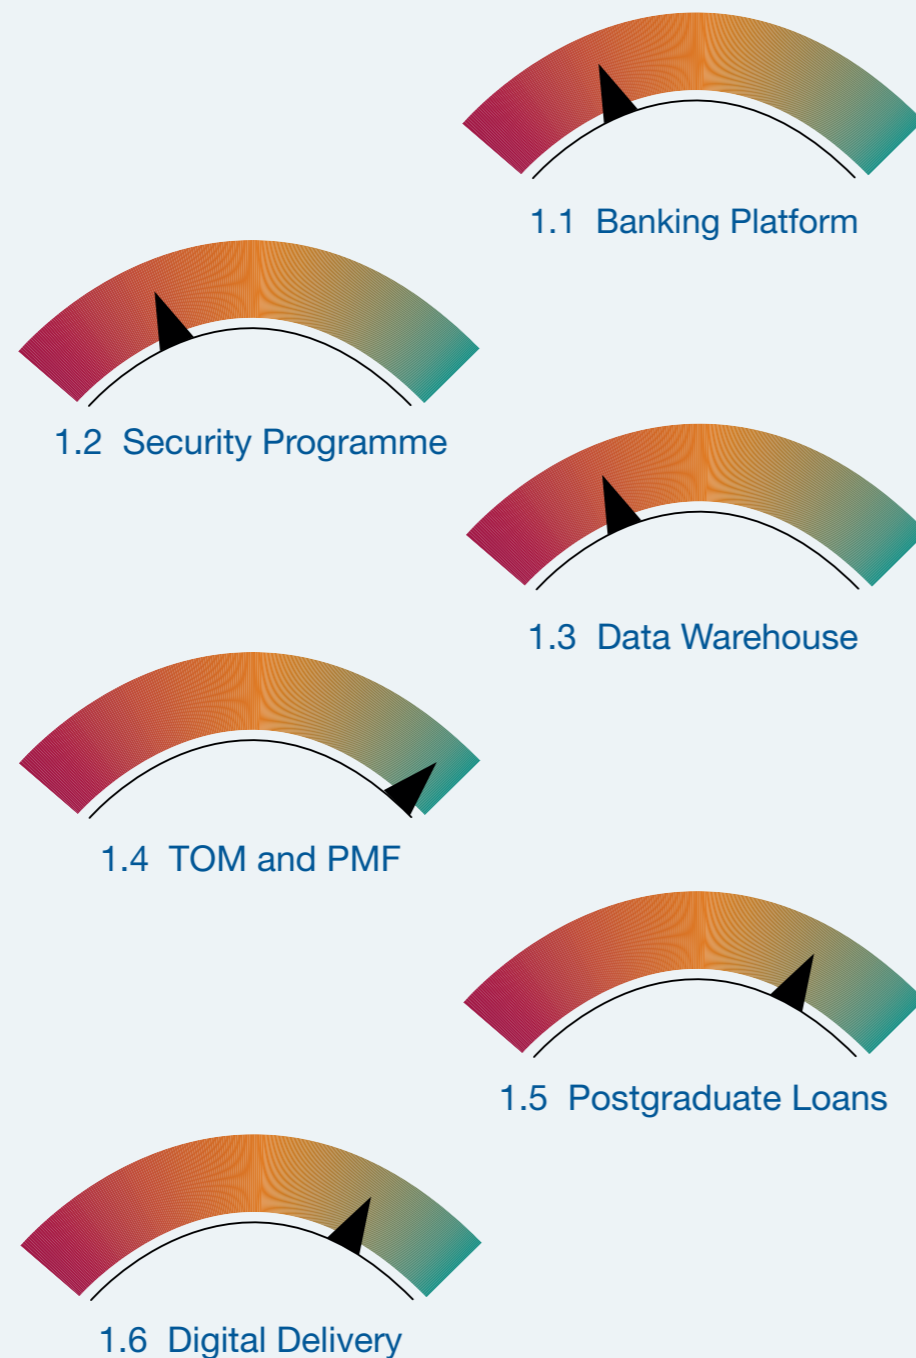 1.1 Banking Platform
1.2 Security Programme
1.3 Data Warehouse
1.4 TOM and PMF
1.5 Postgraduate Loans
1.6 Digital Delivery